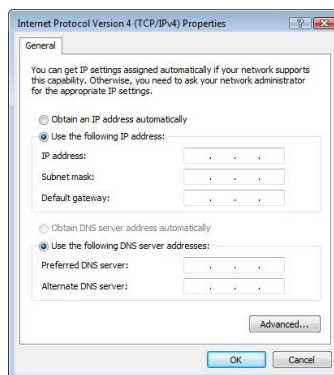 Internet Protocol Version 4 (TCP/IPv4) Properties
General
You can get IP settings assigned automatically if your network supports
this capability. Otherwise, you need to ask your network administrator
for the appropriate IP settings.
Obtain an IP address automatically
Use the following IP address:
IP address:
Subnet mask:
Default gateway:
Obtain DNS server address automatically
Use the following DNS server addresses:
Preferred DNS server:
Alternate DNS server:
Advanced...
OK Cancel